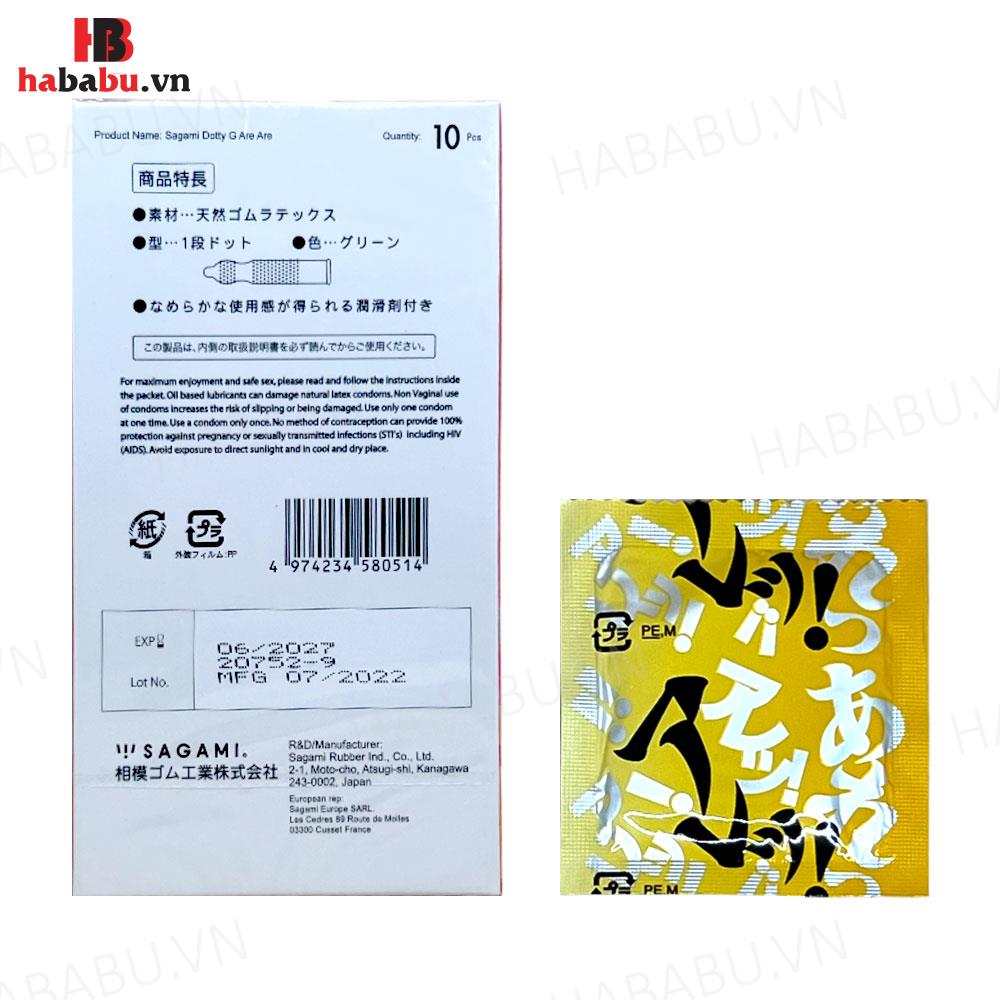 HB
hababu.vn
Product Name: Sagami Dotty G Are Are
Quantity: 10 Pcs
商品特長
●素材…天然ゴムラテックス
●型…1段ドット ●色…グリーン
●なめらかな使用感が得られる潤滑剤付き
この製品は、内側の取扱説明書を必ず読んでからご使用ください。
For maximum enjoyment and safe sex, please read and follow the instructions inside
the packet. Oil based lubricants can damage natural latex condoms. Non Vaginal use
of condoms increases the risk of slipping or being damaged. Use only one condom
at one time. Use a condom only once. No method of contraception can provide 100%
protection against pregnancy or sexually transmitted infections (STI's) including HIV
(AIDS). Avoid exposure to direct sunlight and in cool and dry place.
紙
箱
プラ
外装フィルム:PP
4 974234 580514
EXP
06/2027
20752-9
Lot No.
MFG 07/2022
SAGAMI®
相模ゴム工業株式会社
R&D/Manufacturer:
Sagami Rubber Ind., Co., Ltd.
2-1, Moto-cho, Atsugi-shi, Kanagawa
243-0002, Japan
European rep:
Sagami Europe SARL.
Les Cedres 89 Route de Molles
03300 Cusset France
プラ
PE,M
アレッ!
プラ
PE,M
HABABU.VN
HABABU.VN
HABABU.VN
HABABU.VN